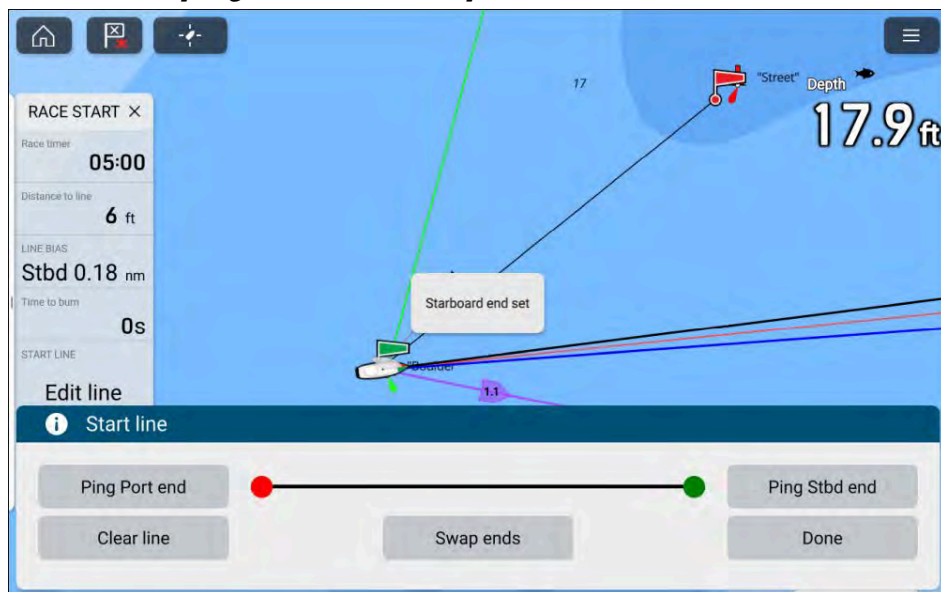 17
"Street"
Depth
17.9 ft
RACE START ×
Race timer
05:00
Distance to line
6 ft
LINE BIAS
Stbd 0.18 nm
Time to burn
0s
START LINE
Edit line
Starboard end set
"Boulder
1.1
i Start line
Ping Port end
Ping Stbd end
Clear line
Swap ends
Done